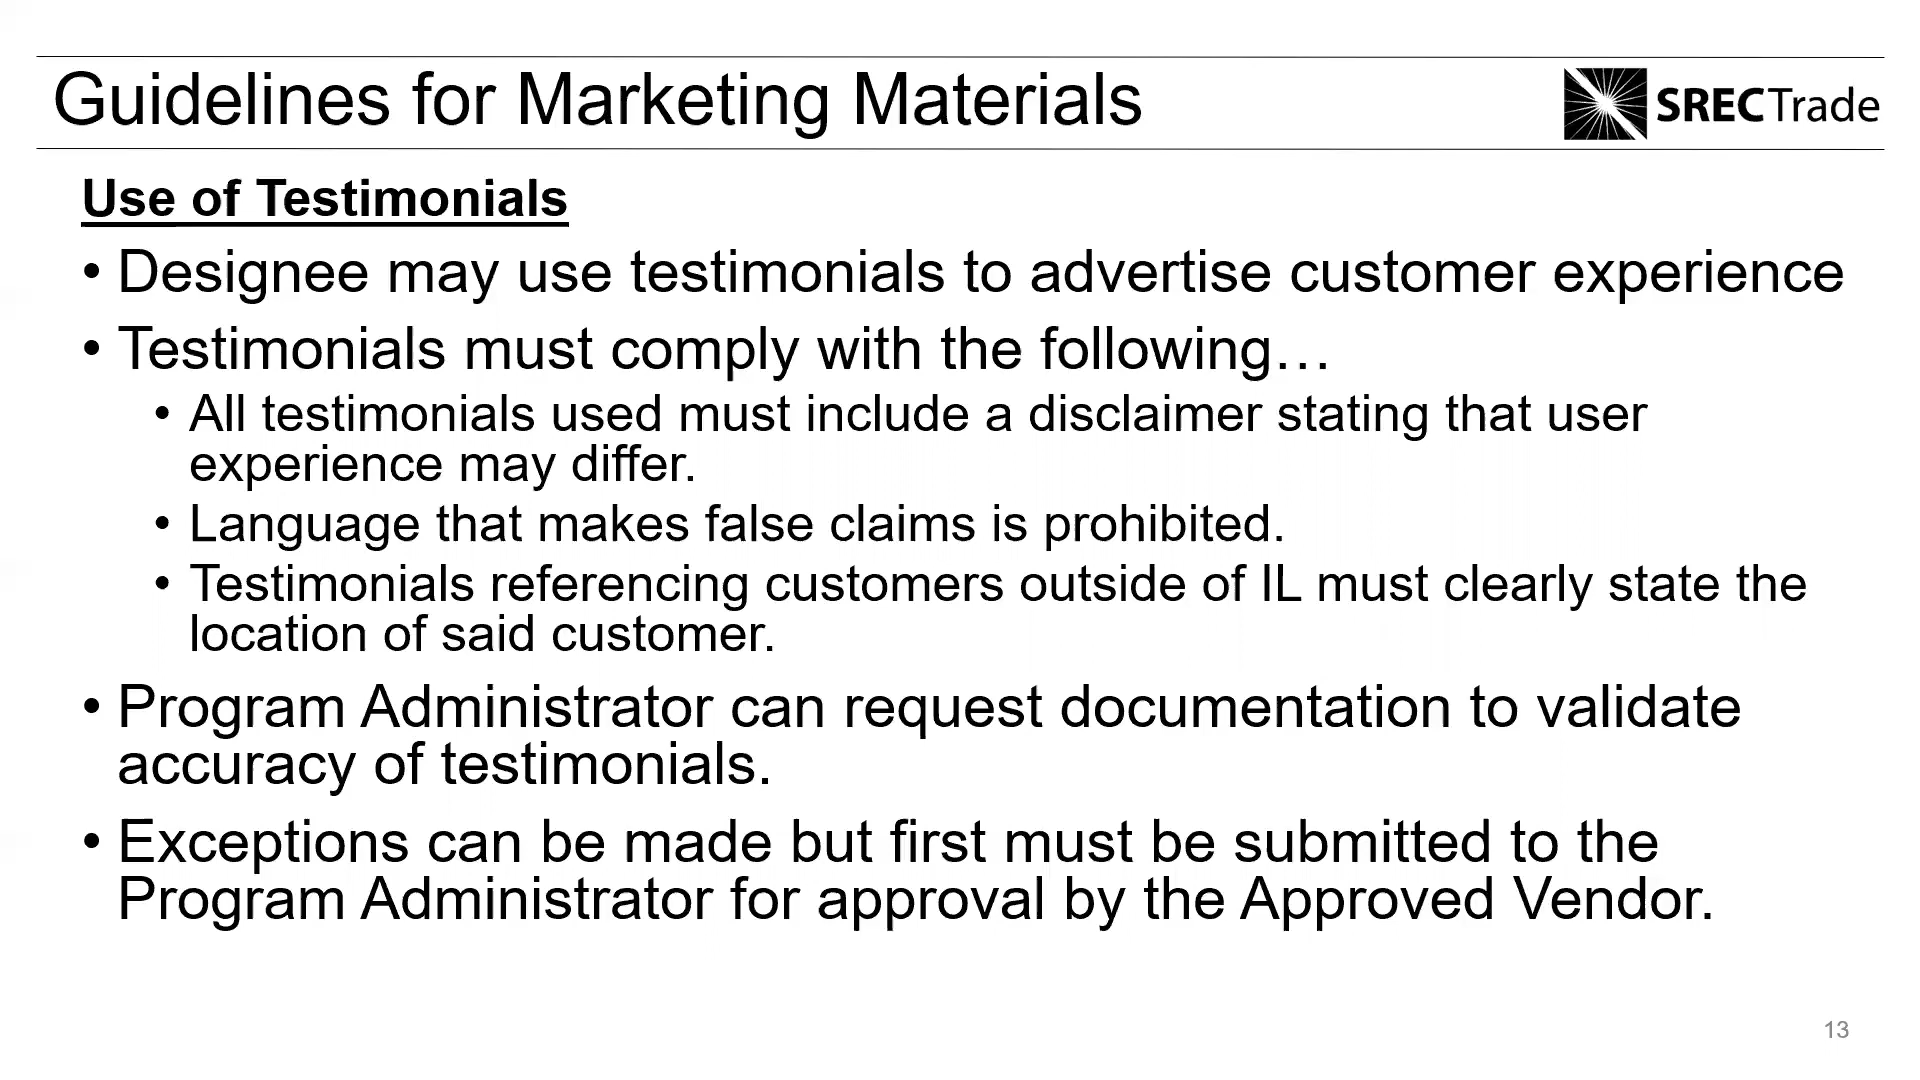 Guidelines for Marketing Materials
SRECTrade
Use of Testimonials
• Designee may use testimonials to advertise customer experience
• Testimonials must comply with the following…
• All testimonials used must include a disclaimer stating that user
experience may differ.
• Language that makes false claims is prohibited.
• Testimonials referencing customers outside of IL must clearly state the
location of said customer.
• Program Administrator can request documentation to validate
accuracy of testimonials.
• Exceptions can be made but first must be submitted to the
Program Administrator for approval by the Approved Vendor.
13